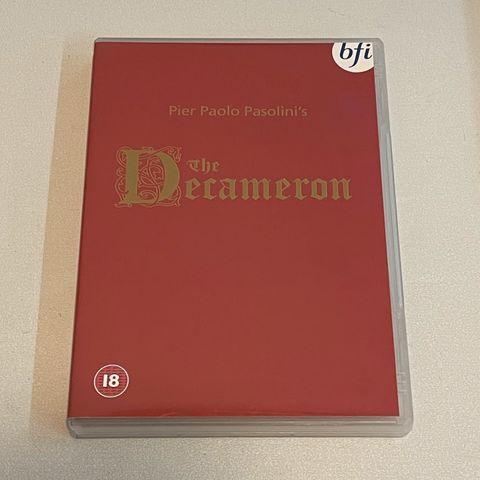 bfi
Pier Paolo Pasolini's
The
Decameron
18